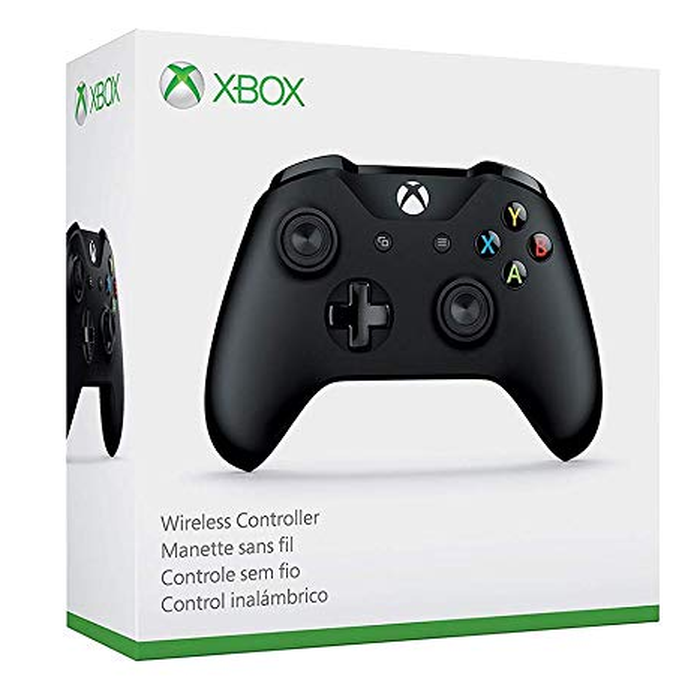 XBOX
XBOX
Wireless Controller
Manette sans fil
Controle sem fio
Control inalámbrico
Y
X
B
A